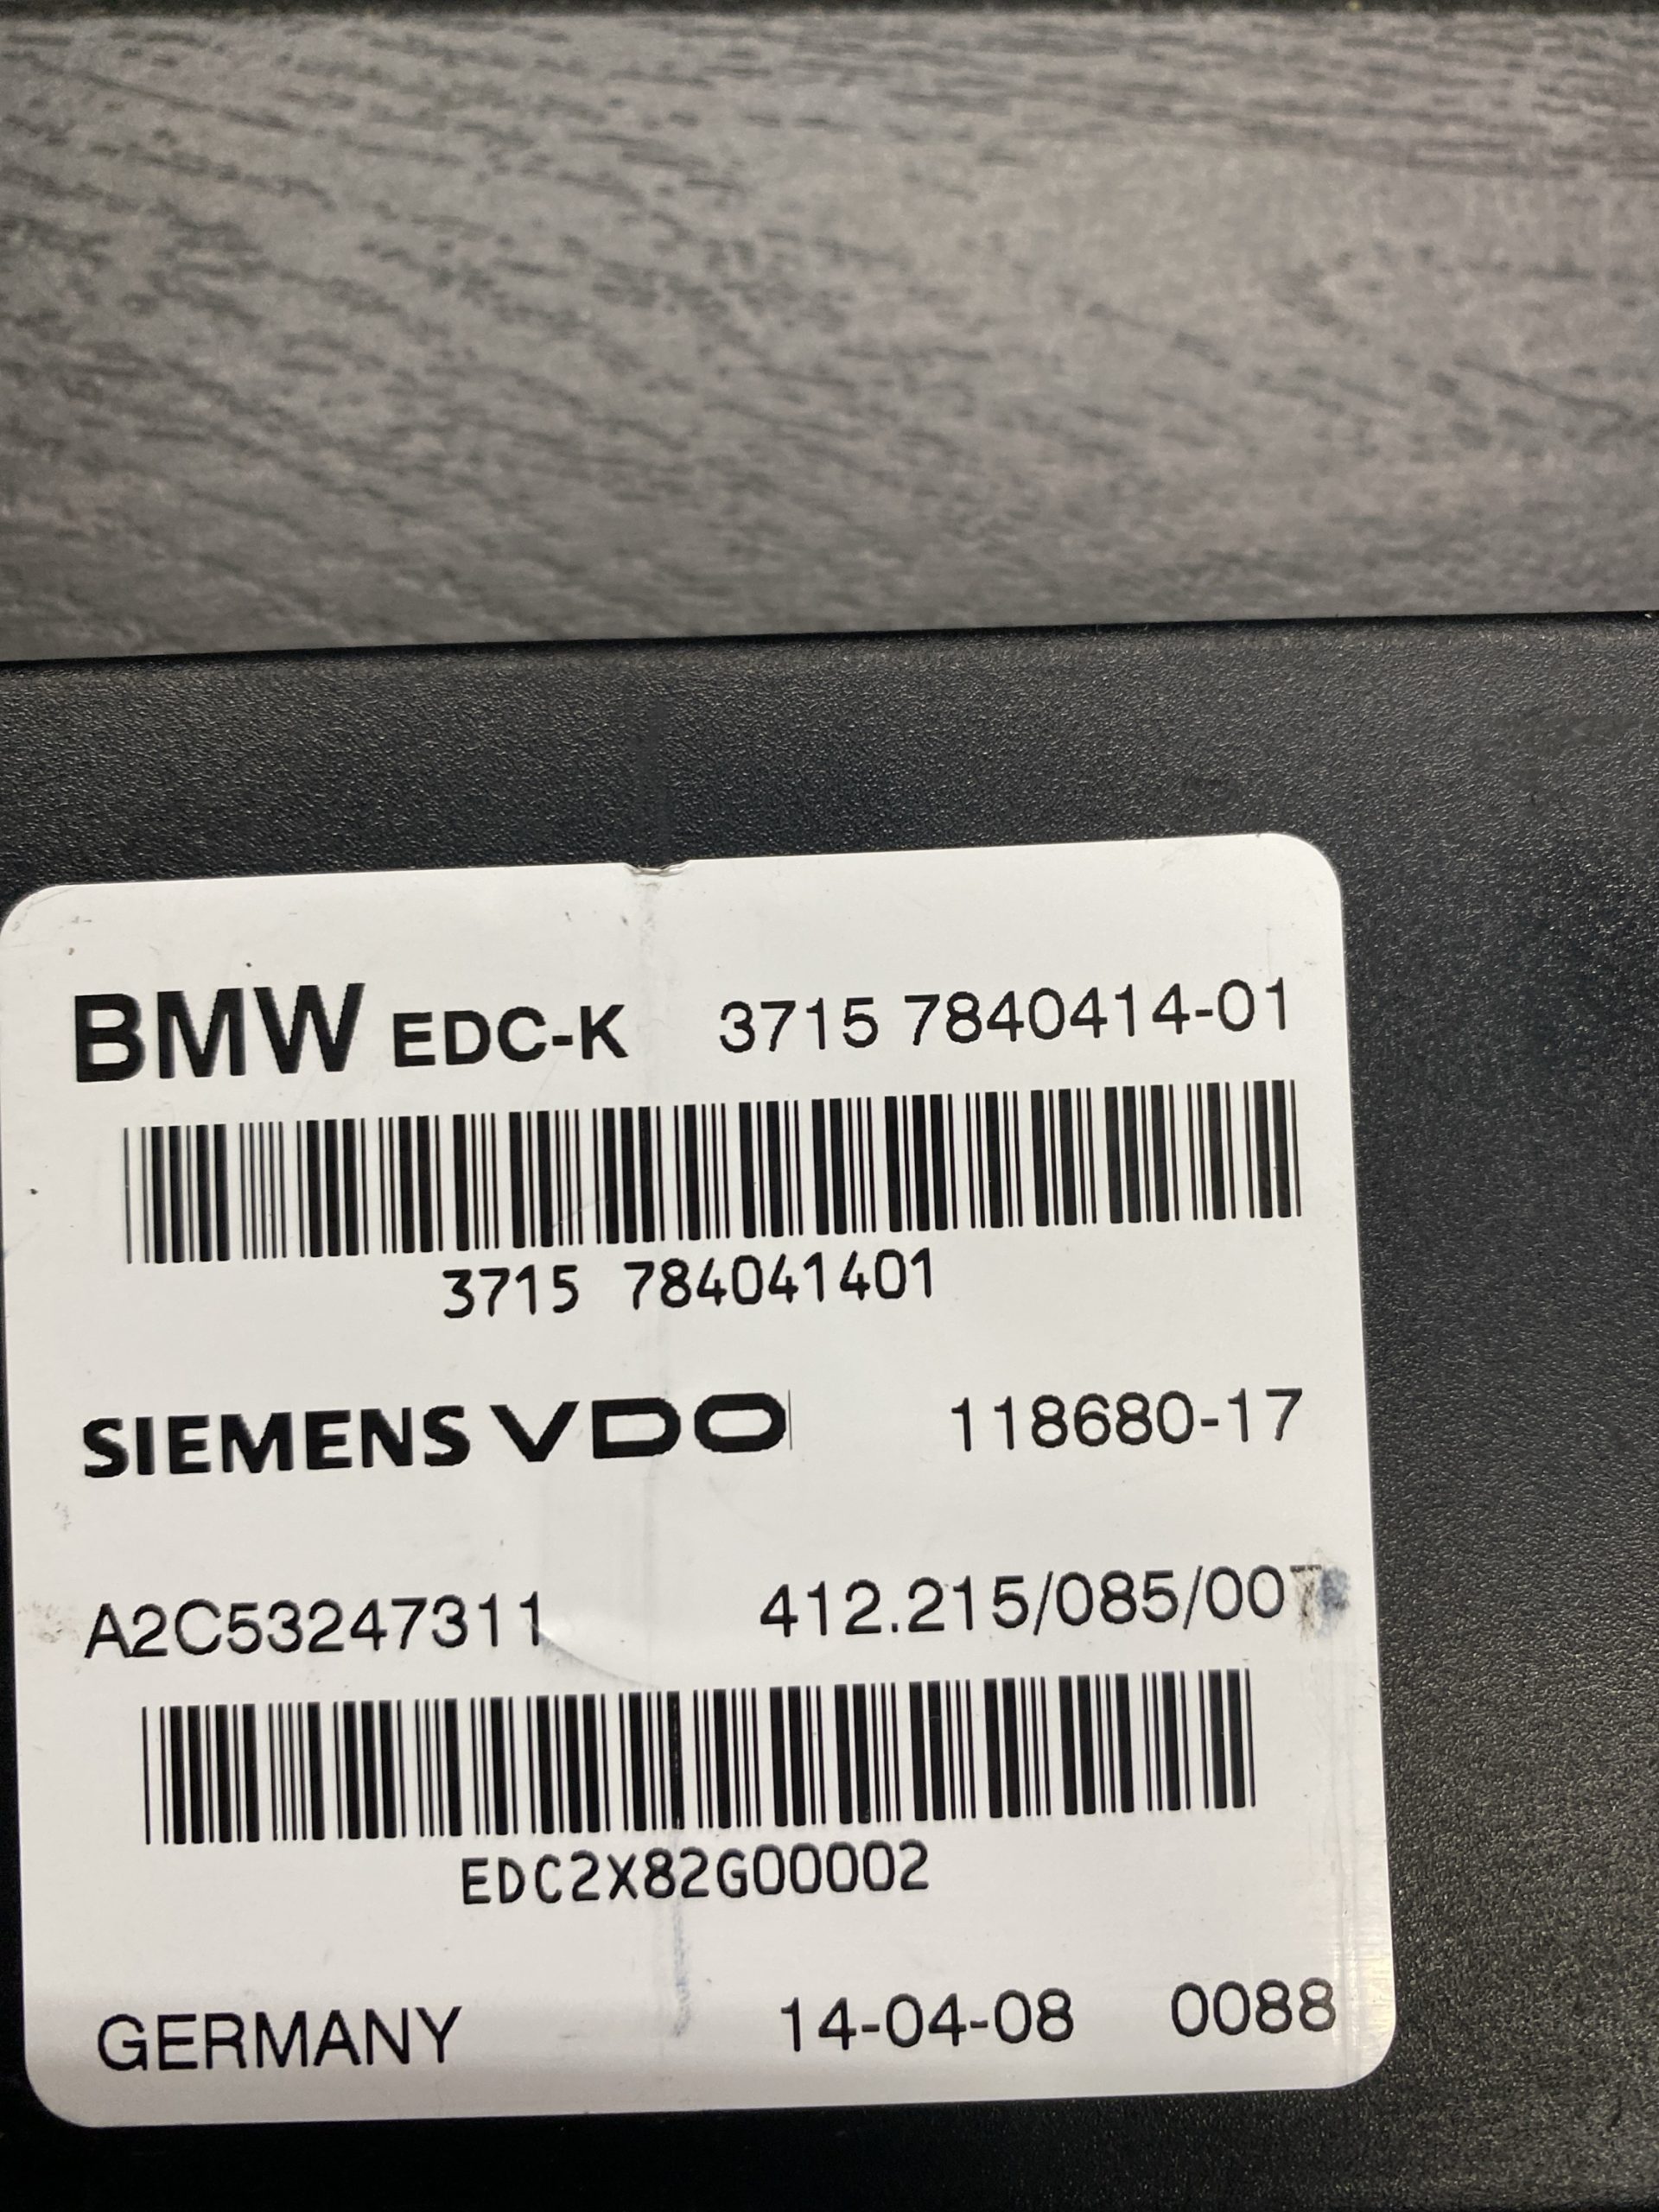 BMW EDC-K 3715 7840414-01
3715 784041401
SIEMENS VDO 118680-17
A2C53247311 412.215/085/007
EDC2X82G00002
GERMANY 14-04-08 0088